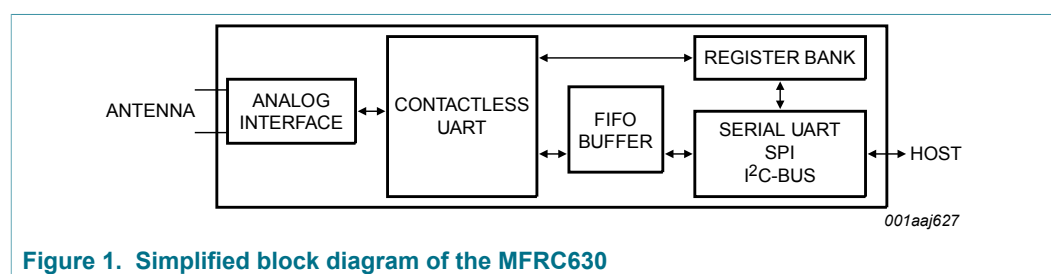 REGISTER BANK
ANTENNA
ANALOG
INTERFACE
CONTACTLESS
UART
FIFO
BUFFER
SERIAL UART
SPI
I²C-BUS
HOST
001aaj627
Figure 1. Simplified block diagram of the MFRC630